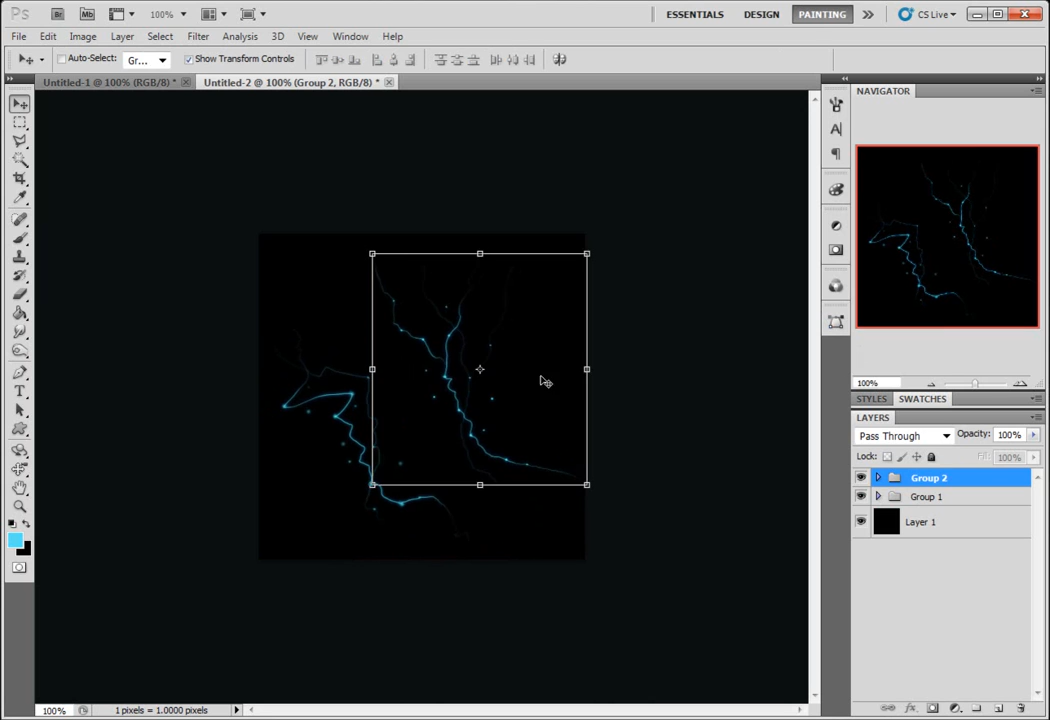 Ps Br Mb 100% ESSENTIALS DESIGN PAINTING CS Live
File Edit Image Layer Select Filter Analysis 3D View Window Help
Auto-Select: Gr... Show Transform Controls
Untitled-1 @ 100% (RGB/8) * Untitled-2 @ 100% (Group 2, RGB/8) *
NAVIGATOR
100%
STYLES SWATCHES
LAYERS
Pass Through Opacity: 100%
Lock: Fill: 100%
Group 2
Group 1
Layer 1
100% 1 pixels = 1.0000 pixels